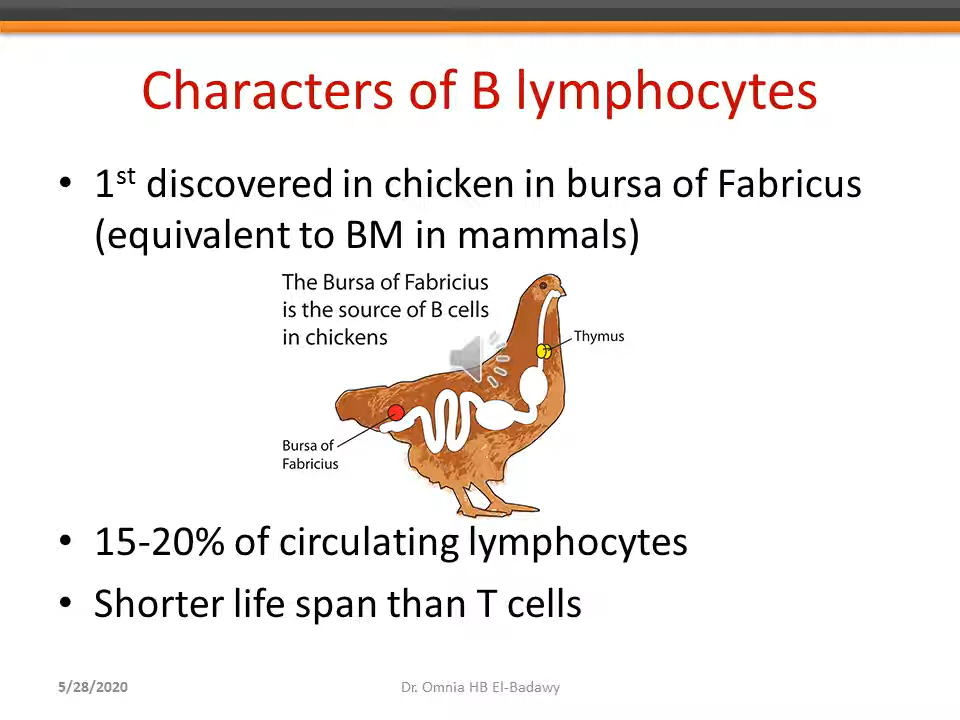 Characters of B lymphocytes
• 1st discovered in chicken in bursa of Fabricus
(equivalent to BM in mammals)
The Bursa of Fabricius
is the source of B cells
in chickens
Thymus
Bursa of
Fabricius
• 15-20% of circulating lymphocytes
• Shorter life span than T cells
5/28/2020
Dr. Omnia HB El-Badawy